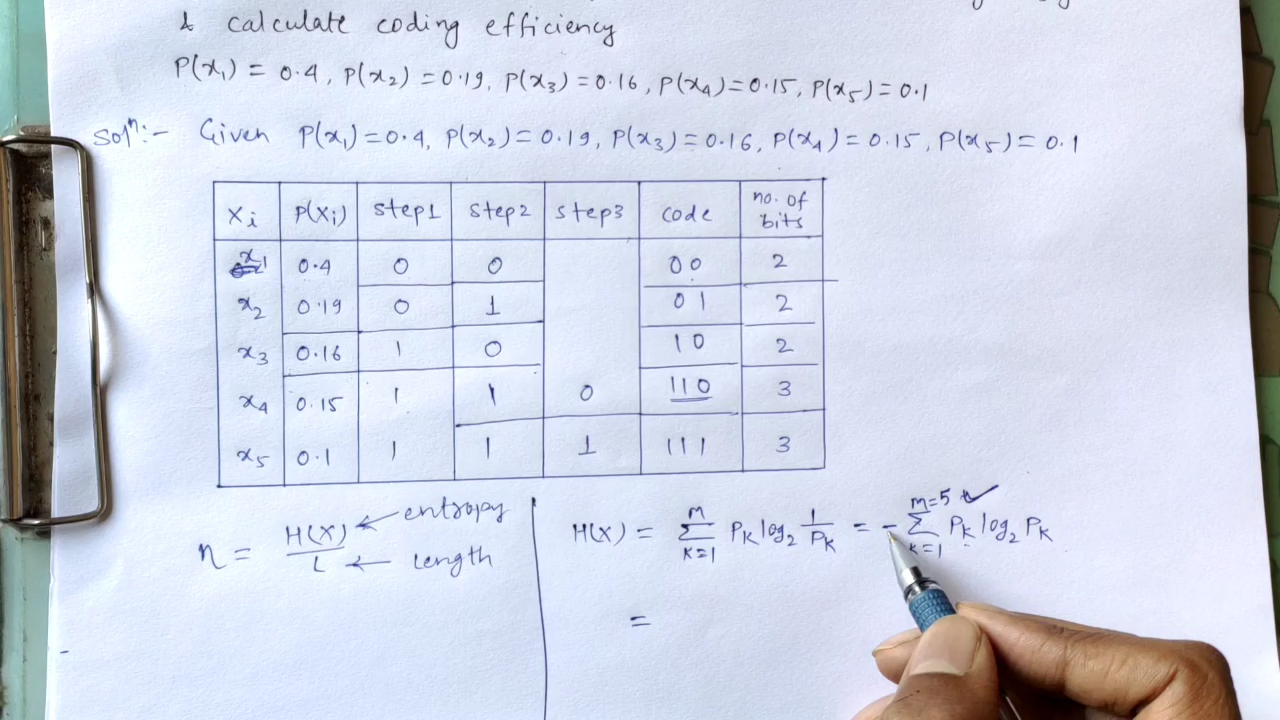 & calculate coding efficiency
P(x₁) = 0.4, P(x₂) = 0.19, P(x₃) = 0.16, P(x₄) = 0.15, P(x₅) = 0.1
Solⁿ:- Given P(x₁) = 0.4, P(x₂) = 0.19, P(x₃) = 0.16, P(x₄) = 0.15, P(x₅) = 0.1
Xi P(Xi) Step1 Step2 Step3 code no. of bits
x₁ 0.4 0 0 00 2
x₂ 0.19 0 1 01 2
x₃ 0.16 1 0 10 2
x₄ 0.15 1 1 0 110 3
x₅ 0.1 1 1 1 111 3
η = H(X)/L ← entropy ← length
H(X) = M Σ K=1 PK log₂ 1/PK = - M=5 Σ K=1 PK log₂ PK
=